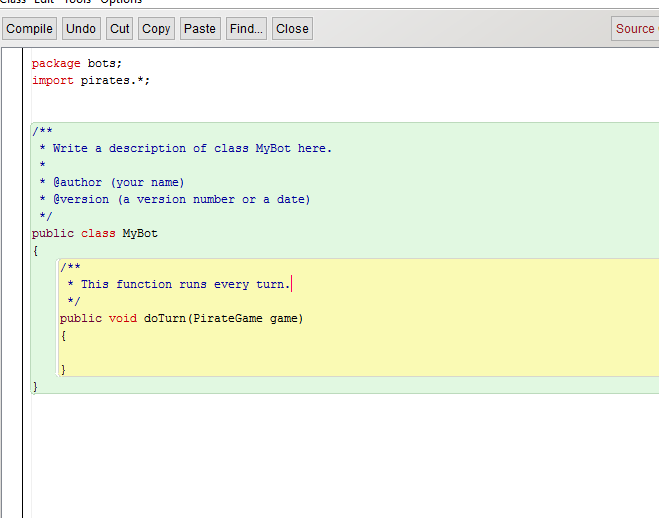 Class Edit Tools Options
Compile Undo Cut Copy Paste Find... Close Source
package bots;
import pirates.*;
/**
* Write a description of class MyBot here.
*
* @author (your name)
* @version (a version number or a date)
*/
public class MyBot
{
/**
* This function runs every turn.
*/
public void doTurn(PirateGame game)
{
}
}